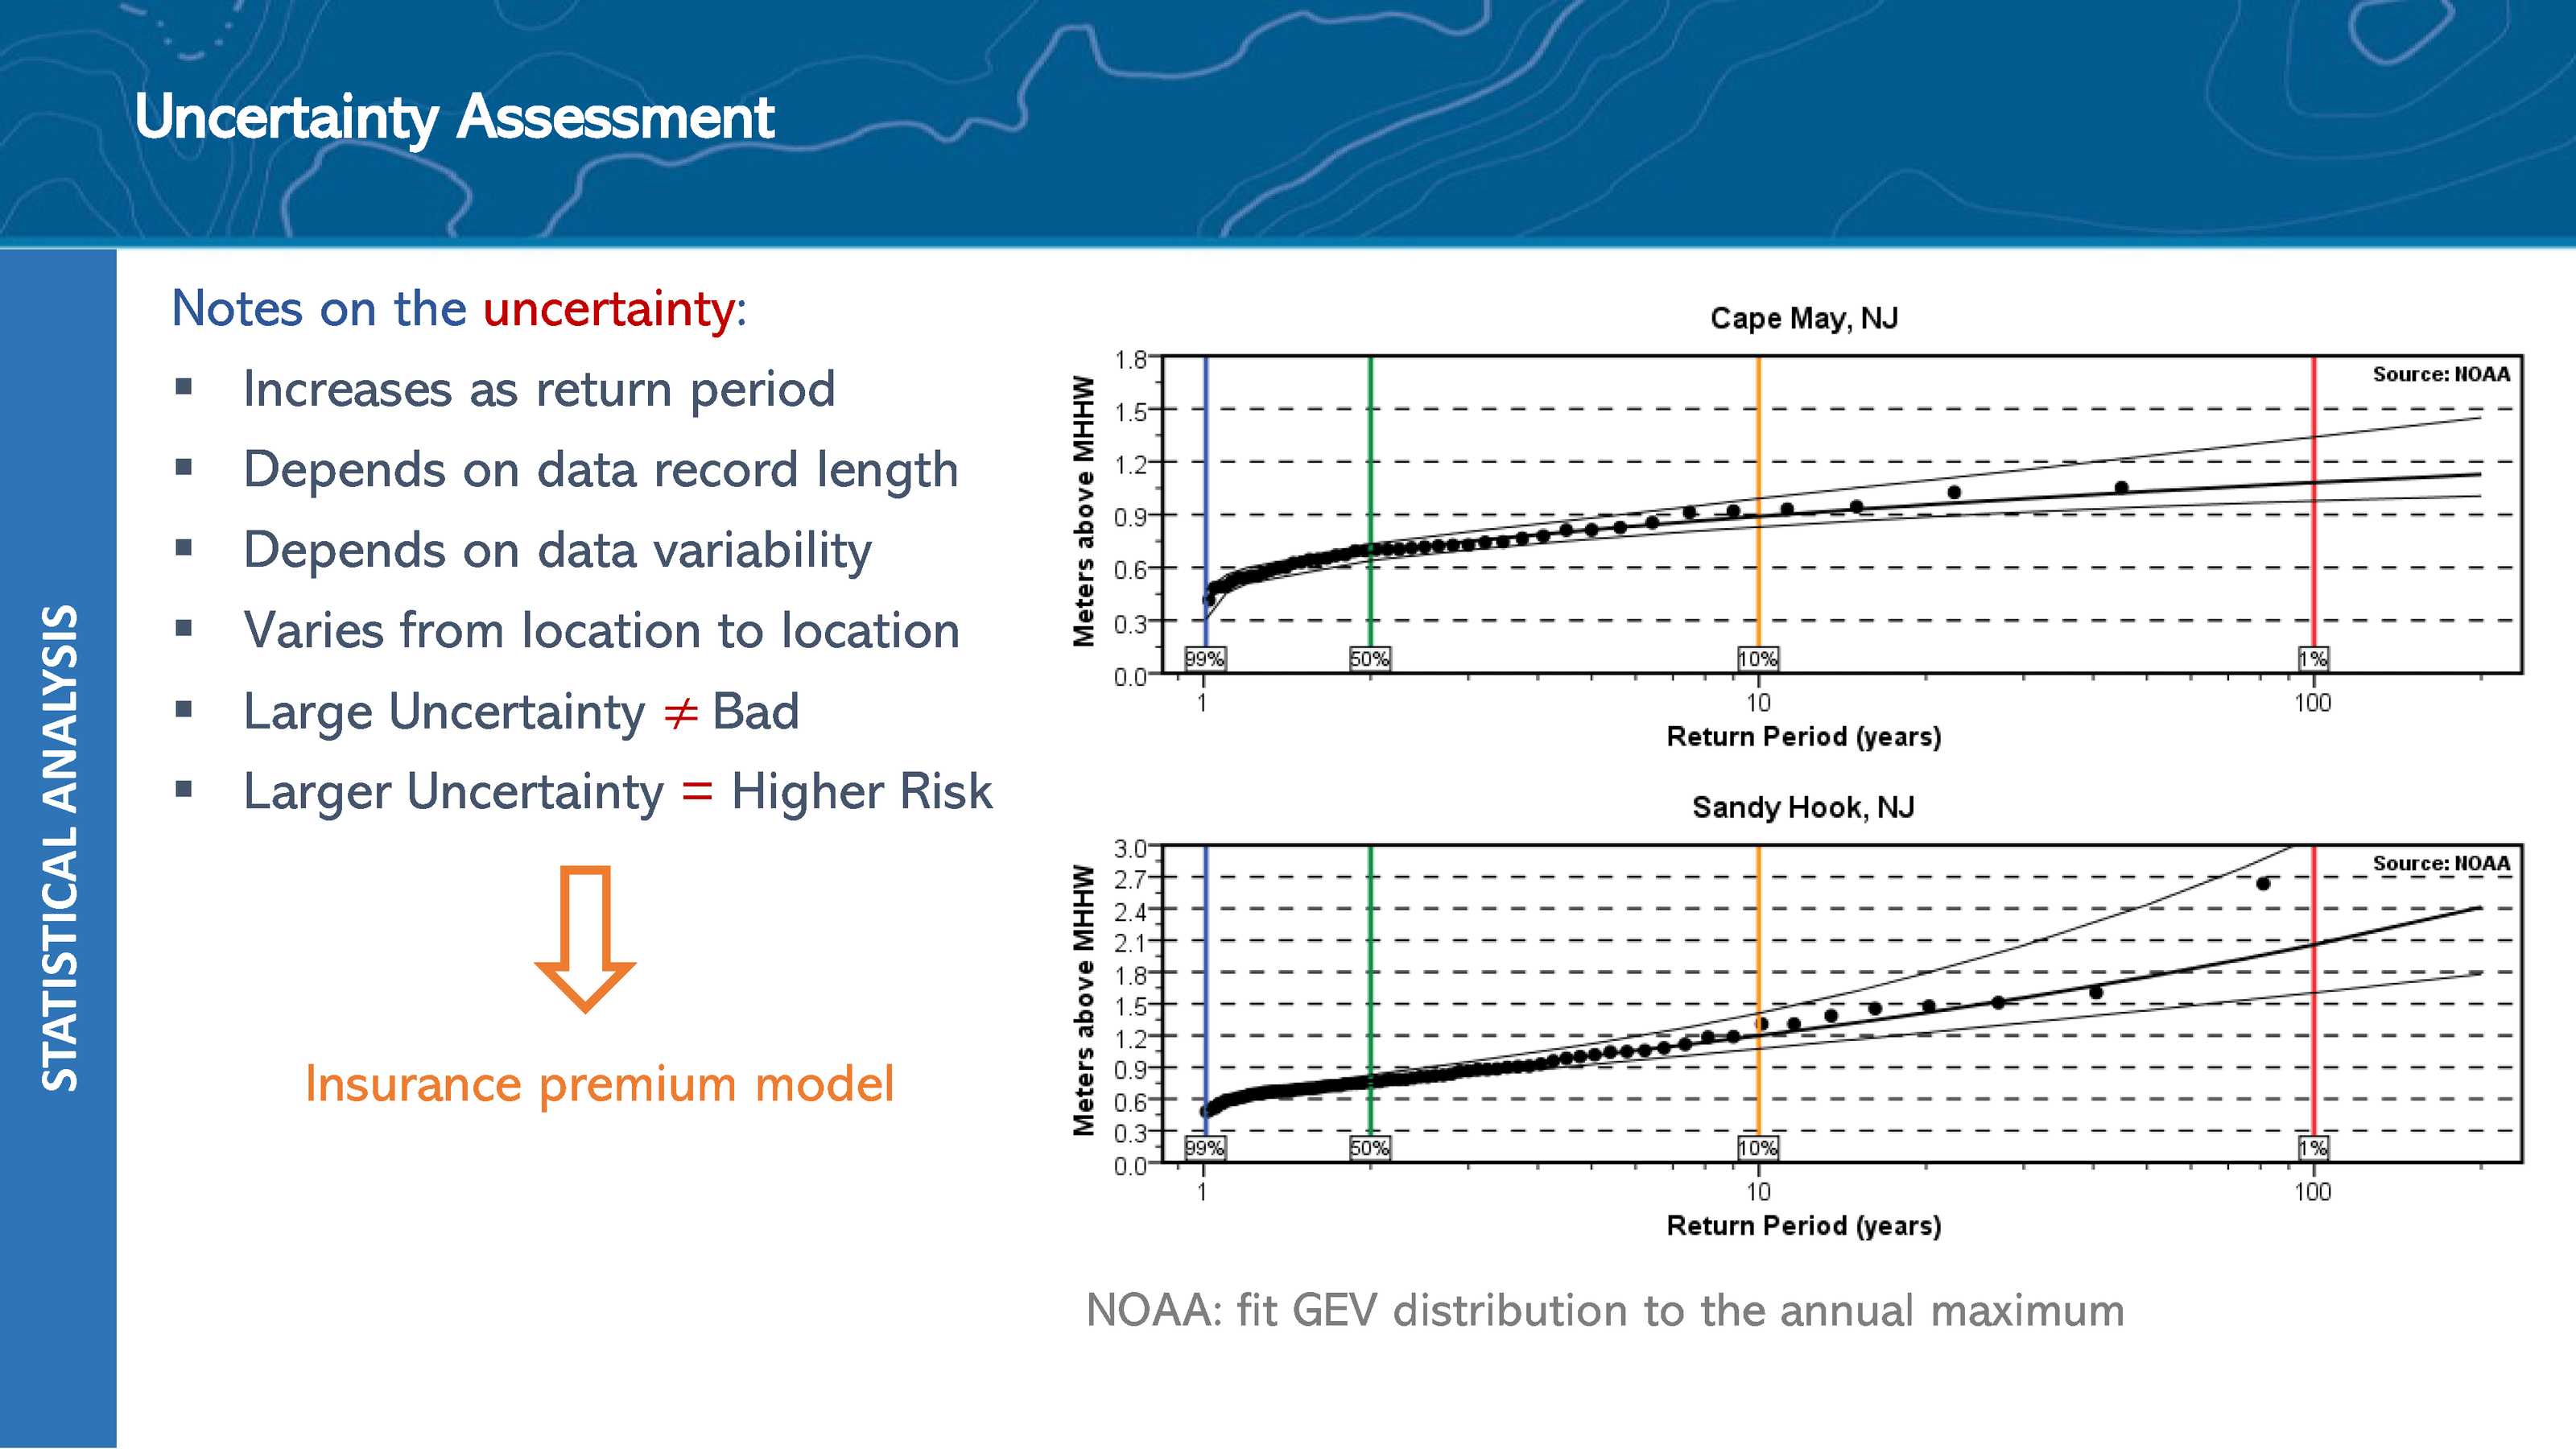 Uncertainty Assessment
STATISTICAL ANALYSIS
Notes on the uncertainty:
▪ Increases as return period
▪ Depends on data record length
▪ Depends on data variability
▪ Varies from location to location
▪ Large Uncertainty ≠ Bad
▪ Larger Uncertainty = Higher Risk
Insurance premium model
Cape May, NJ
Source: NOAA
Meters above MHHW
1.8
1.5
1.2
0.9
0.6
0.3
0.0
99% 50% 10% 1%
1 10 100
Return Period (years)
Sandy Hook, NJ
Source: NOAA
Meters above MHHW
3.0
2.7
2.4
2.1
1.8
1.5
1.2
0.9
0.6
0.3
0.0
99% 50% 10% 1%
1 10 100
Return Period (years)
NOAA: fit GEV distribution to the annual maximum